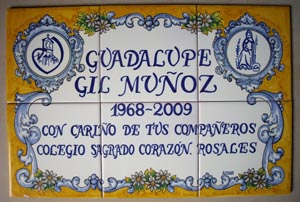 GUADALUPE
GIL MUÑOZ
1968-2009
CON CARIÑO DE TUS COMPAÑEROS
COLEGIO SAGRADO CORAZÓN. ROSALES